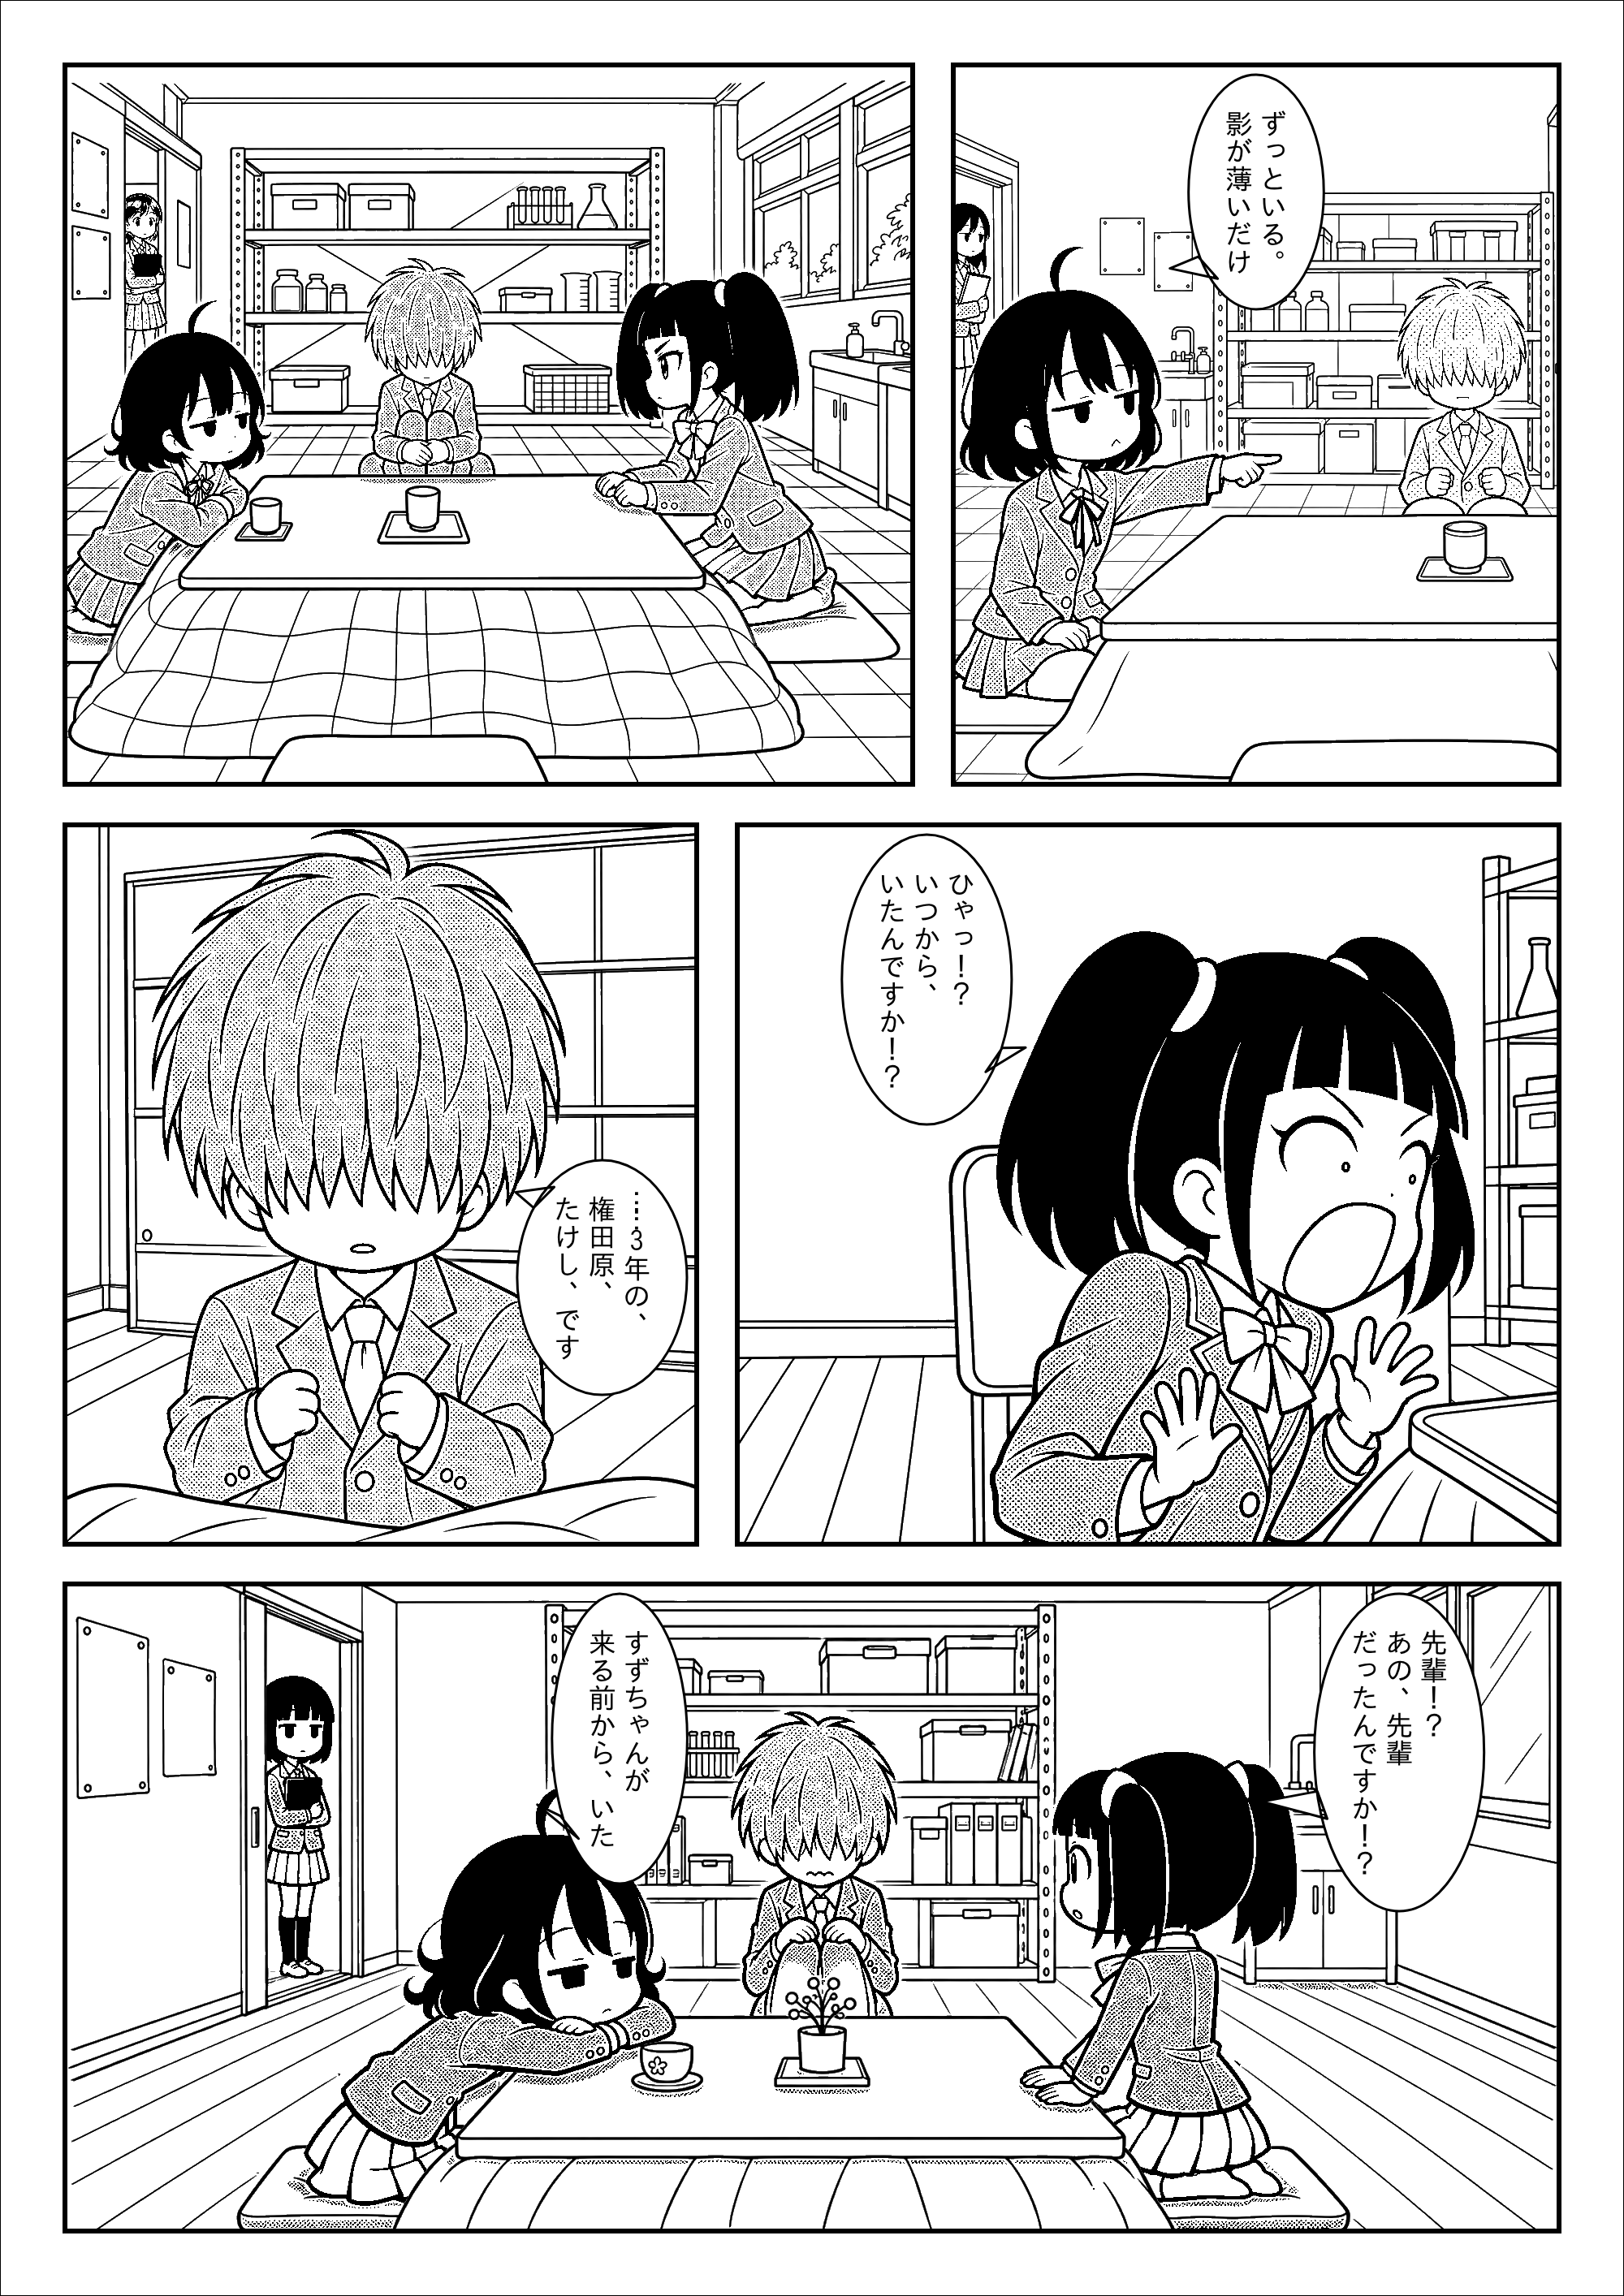 ずっといる。
影が薄いだけ
ひゃっ！？
いつから、
いたんですか！？
……3年の、
権田原、
たけし、です
先輩！？
あの、先輩
だったんですか！？
すずちゃんが
来る前から、いた